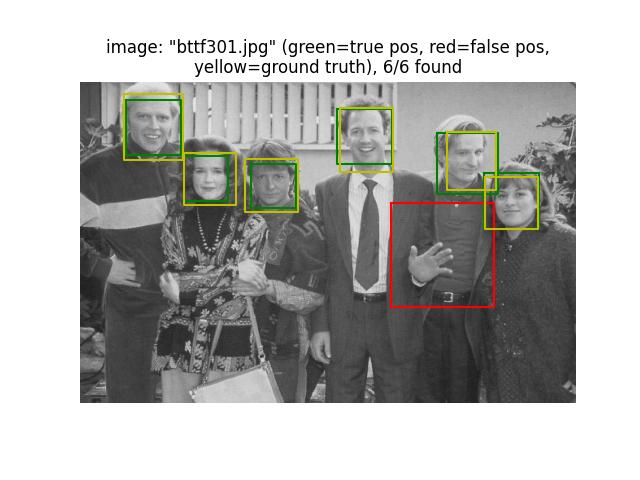 image: "bttf301.jpg" (green=true pos, red=false pos,
yellow=ground truth), 6/6 found